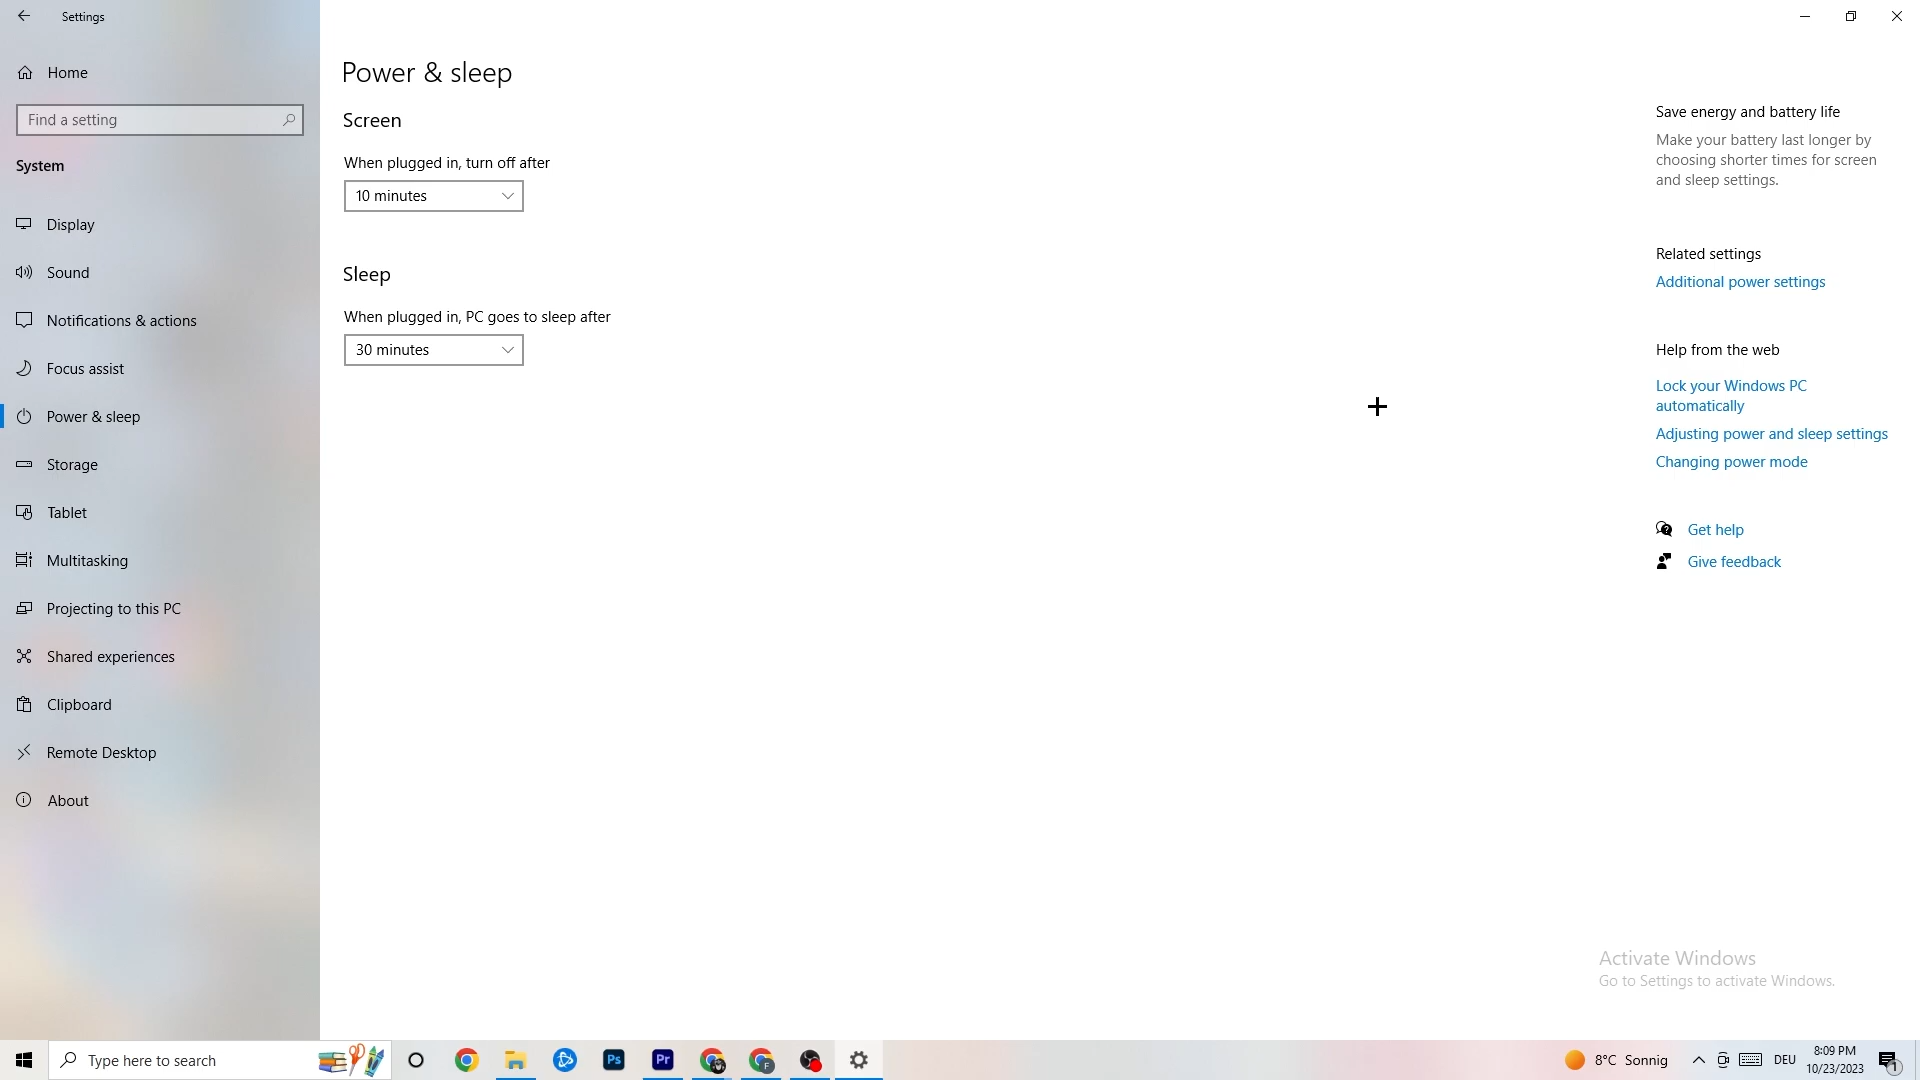 Settings
Home
Find a setting
System
Display
Sound
Notifications & actions
Focus assist
Power & sleep
Storage
Tablet
Multitasking
Projecting to this PC
Shared experiences
Clipboard
Remote Desktop
About
Power & sleep
Screen
When plugged in, turn off after
10 minutes
Sleep
When plugged in, PC goes to sleep after
30 minutes
Save energy and battery life
Make your battery last longer by
choosing shorter times for screen
and sleep settings.
Related settings
Additional power settings
Help from the web
Lock your Windows PC
automatically
Adjusting power and sleep settings
Changing power mode
Get help
Give feedback
Activate Windows
Go to Settings to activate Windows.
Type here to search
Ps
Pr
F
8°C Sonnig
DEU
8:09 PM
10/23/2023
1